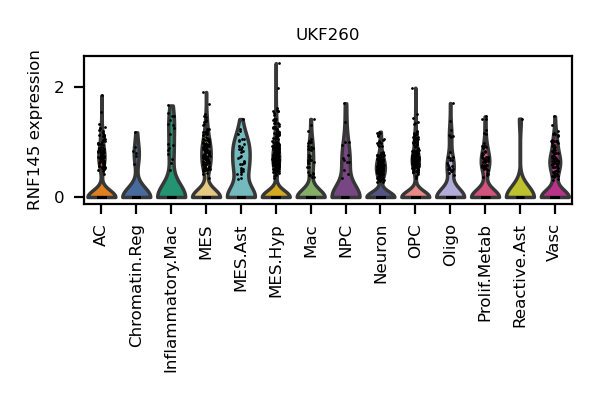 UKF260
RNF145 expression
2
0
AC
Chromatin.Reg
Inflammatory.Mac
MES
MES.Ast
MES.Hyp
Mac
NPC
Neuron
OPC
Oligo
Prolif.Metab
Reactive.Ast
Vasc